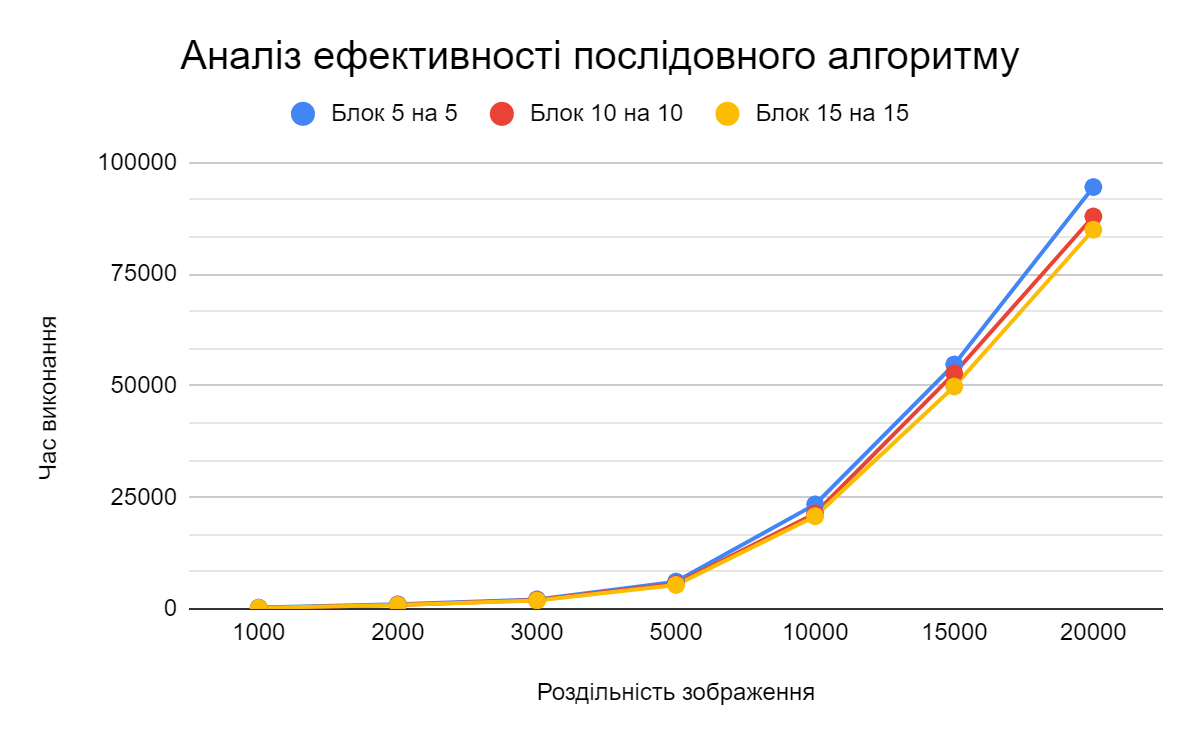 Аналіз ефективності послідовного алгоритму
Блок 5 на 5 Блок 10 на 10 Блок 15 на 15
100000
75000
50000
25000
0
Час виконання
1000 2000 3000 5000 10000 15000 20000
Роздільність зображення